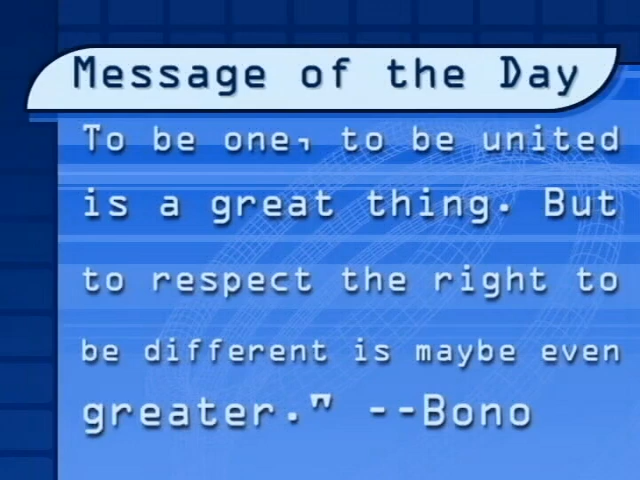 Message of the Day
To be one, to be united
is a great thing. But
to respect the right to
be different is maybe even
greater." --Bono